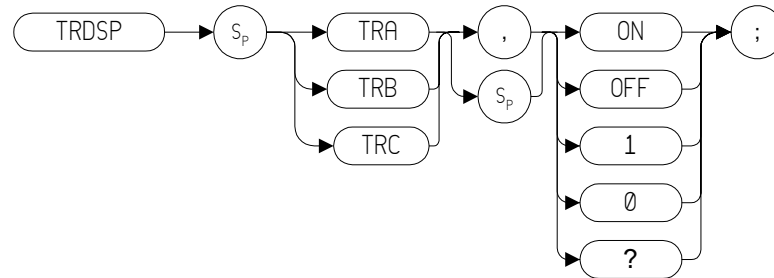 TRDSP SP TRA , ON ;
TRB SP OFF
TRC 1
0
?